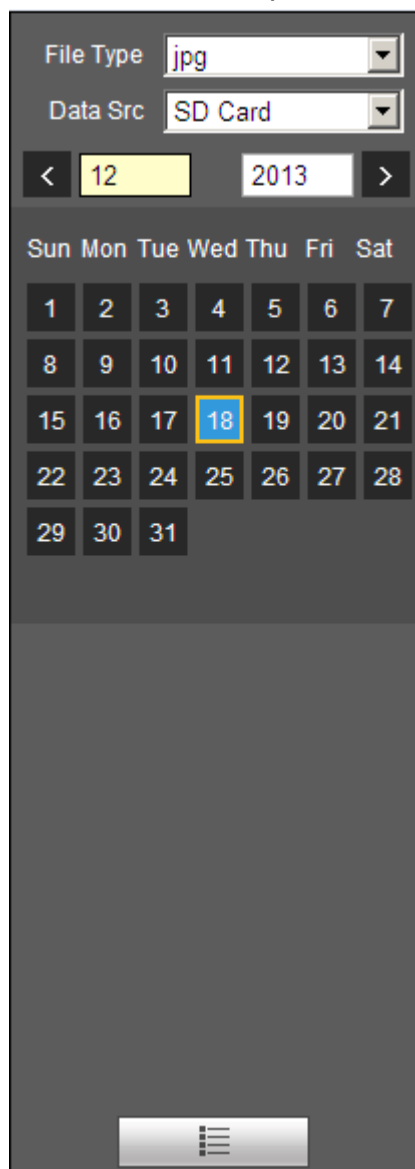 File Type jpg
Data Src SD Card
< 12 2013 >
Sun Mon Tue Wed Thu Fri Sat
1 2 3 4 5 6 7
8 9 10 11 12 13 14
15 16 17 18 19 20 21
22 23 24 25 26 27 28
29 30 31